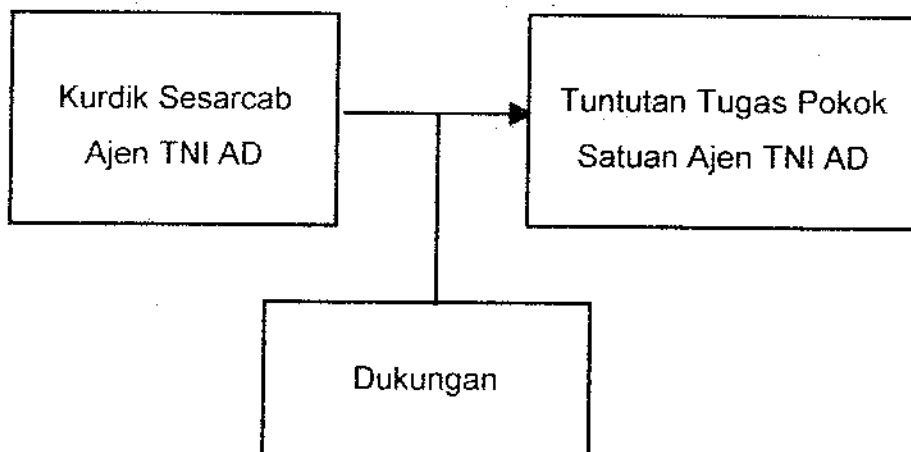 Kurdik Sesarcab
Ajen TNI AD
Tuntutan Tugas Pokok
Satuan Ajen TNI AD
Dukungan